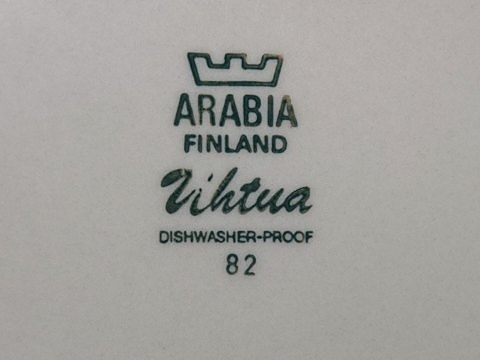 ARABIA
FINLAND
Vihtua
DISHWASHER-PROOF
82